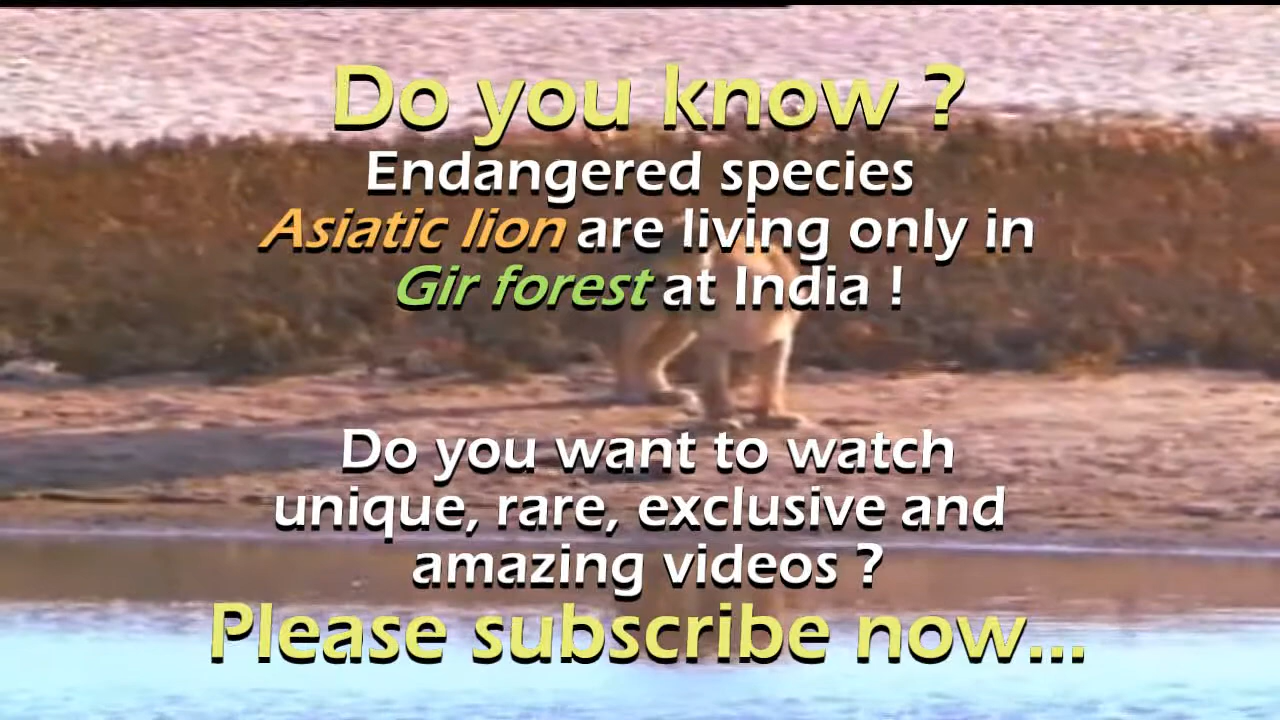 Do you know ?
Endangered species
Asiatic lion are living only in
Gir forest at India !
Do you want to watch
unique, rare, exclusive and
amazing videos ?
Please subscribe now...